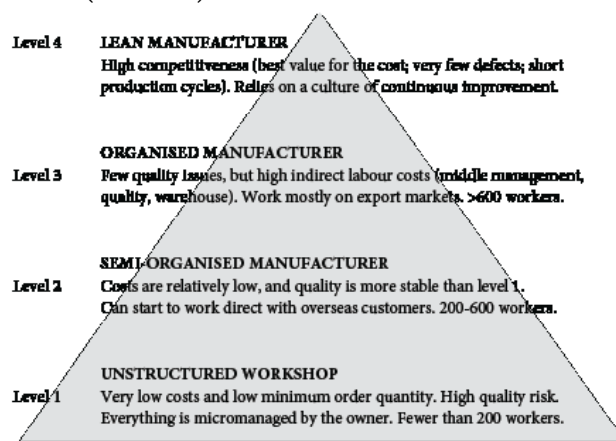 Level 4 LEAN MANUFACTURER
High competitiveness (best value for the cost; very few defects; short
production cycles). Relies on a culture of continuous improvement.
ORGANISED MANUFACTURER
Level 3 Few quality issues, but high indirect labour costs (middle management,
quality, warehouse). Work mostly on export markets. >600 workers.
SEMI-ORGANISED MANUFACTURER
Level 2 Costs are relatively low, and quality is more stable than level 1.
Can start to work direct with overseas customers. 200-600 workers.
UNSTRUCTURED WORKSHOP
Level 1 Very low costs and low minimum order quantity. High quality risk.
Everything is micromanaged by the owner. Fewer than 200 workers.